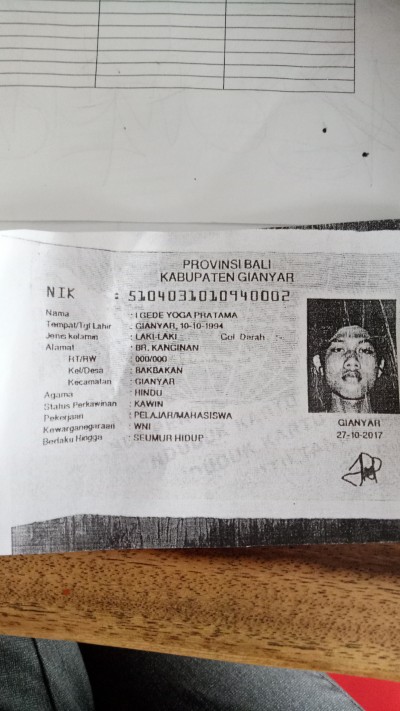 PROVINSI BALI
KABUPATEN GIANYAR
NIK : 5104031010940002
Nama : I GEDE YOGA PRATAMA
Tempat/Tgl Lahir : GIANYAR, 10-10-1994
Jenis kelamin : LAKI-LAKI Gol Darah :-
Alamat : BR. KANGINAN
RT/RW : 000/000
Kel/Desa : BAKBAKAN
Kecamatan : GIANYAR
Agama : HINDU
Status Perkawinan : KAWIN
Pekerjaan : PELAJAR/MAHASISWA
Kewarganegaraan : WNI
Berlaku Hingga : SEUMUR HIDUP
GIANYAR
27-10-2017